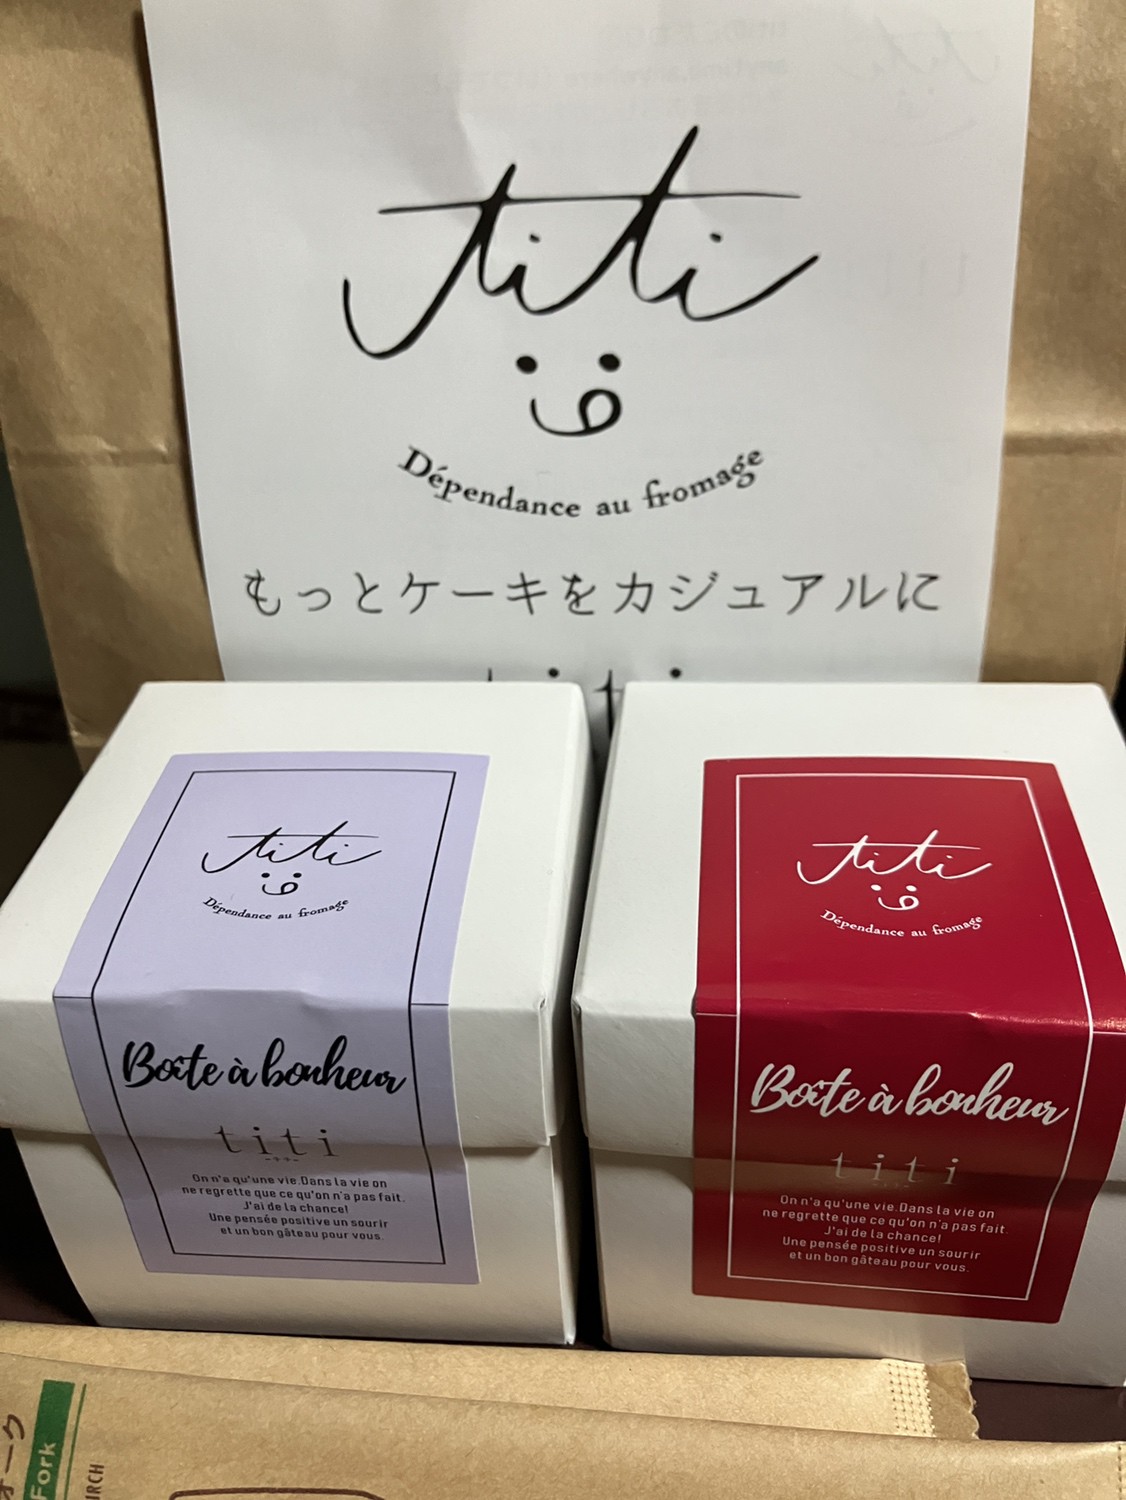 titi
Dépendance au fromage
もっとケーキをカジュアルに
titi
titi
Dépendance au fromage
Boîte à bonheur
titi
On n'a qu'une vie.Dans la vie on
ne regrette que ce qu'on n'a pas fait.
J'ai de la chance!
Une pensée positive un sourir
et un bon gâteau pour vous.
titi
Dépendance au fromage
Boîte à bonheur
titi
On n'a qu'une vie.Dans la vie on
ne regrette que ce qu'on n'a pas fait.
J'ai de la chance!
Une pensée positive un sourir
et un bon gâteau pour vous.
ォーク
Fork